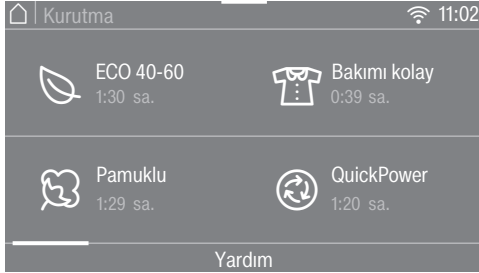 Kurutma 11:02
ECO 40-60
1:30 sa.
Bakımı kolay
0:39 sa.
Pamuklu
1:29 sa.
QuickPower
1:20 sa.
Yardım